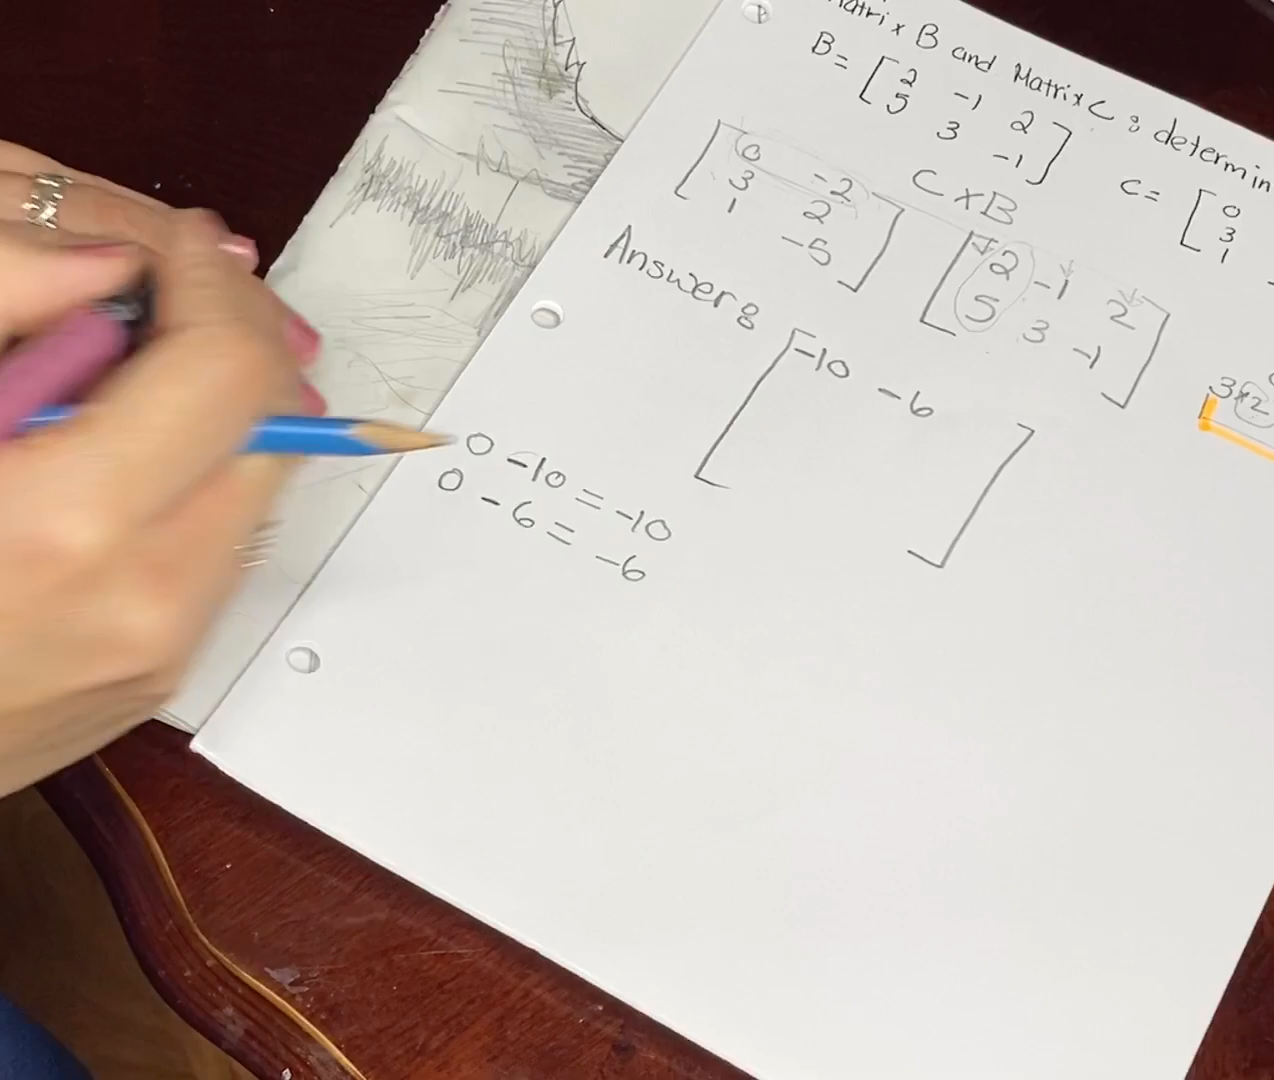 Matrix B and Matrix C : determin
B = [ 2 -1 2
5 3 -1 ]
C = [ 0
3
1
C x B
[ 0 -2
3 2
1 -5 ]
[ 2 -1 2
5 3 -1 ]
3x2
Answer :
[ -10 -6 ]
0 -10 = -10
0 - 6 = -6